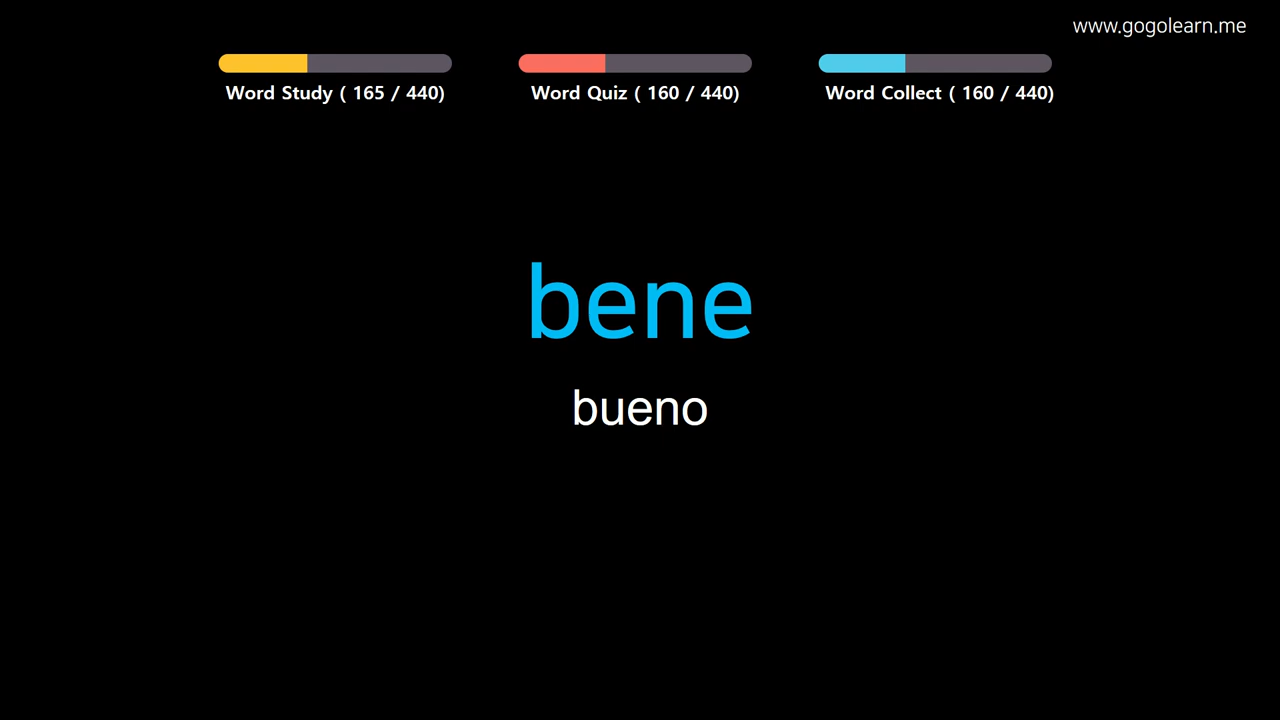 www.gogolearn.me
Word Study ( 165 / 440)
Word Quiz ( 160 / 440)
Word Collect ( 160 / 440)
bene
bueno